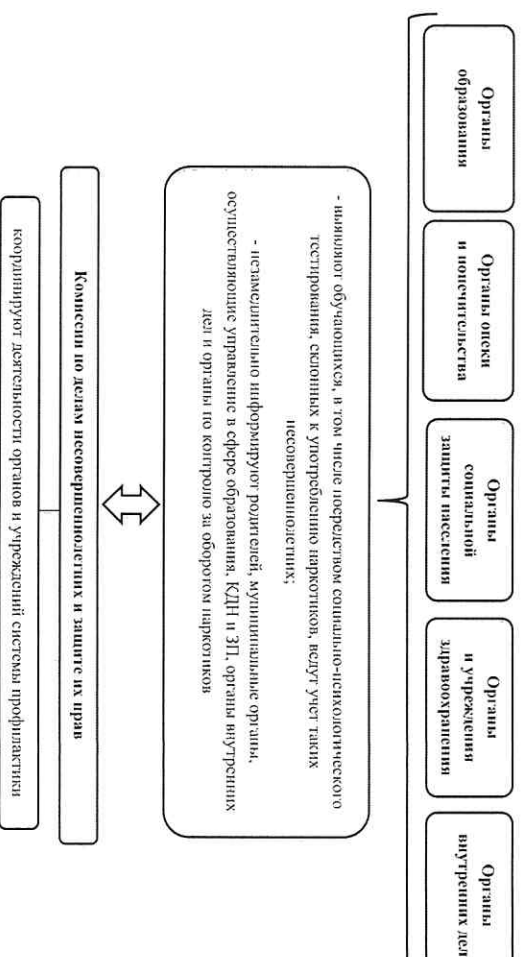 Органы
образования
Органы опеки
и попечительства
Органы
социальной
защиты населения
Органы
и учреждения
здравоохранения
Органы
внутренних дел
- выявляют обучающихся, в том числе посредством социально-психологического
тестирования, склонных к употреблению наркотиков, ведут учет таких
несовершеннолетних;
- незамедлительно информируют родителей, муниципальные органы,
осуществляющие управление в сфере образования, КДН и ЗП, органы внутренних
дел и органы по контролю за оборотом наркотиков
Комиссии по делам несовершеннолетних и защите их прав
координируют деятельности органов и учреждений системы профилактики